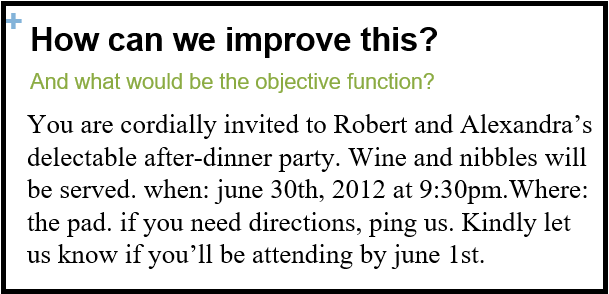 How can we improve this?
And what would be the objective function?
You are cordially invited to Robert and Alexandra’s
delectable after-dinner party. Wine and nibbles will
be served. when: june 30th, 2012 at 9:30pm.Where:
the pad. if you need directions, ping us. Kindly let
us know if you’ll be attending by june 1st.